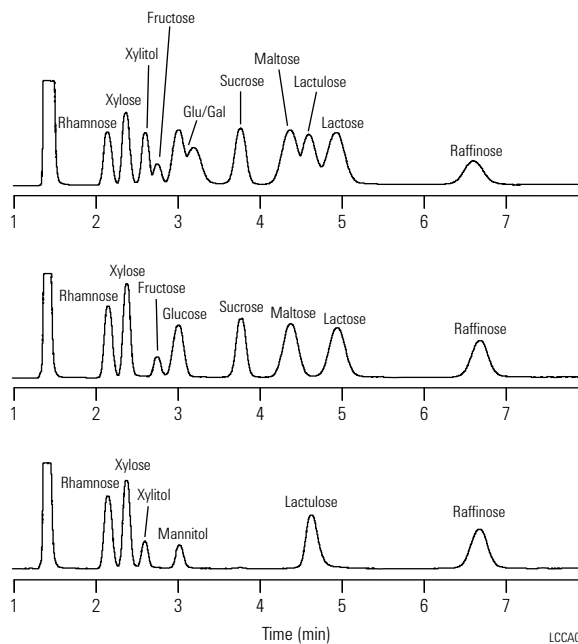 Fructose
Xylitol
Xylose
Rhamnose
Glu/Gal
Sucrose
Maltose
Lactulose
Lactose
Raffinose
1 2 3 4 5 6 7
Xylose
Rhamnose
Fructose
Glucose
Sucrose
Maltose
Lactose
Raffinose
1 2 3 4 5 6 7
Xylose
Rhamnose
Xylitol
Mannitol
Lactulose
Raffinose
1 2 3 4 5 6 7
Time (min)